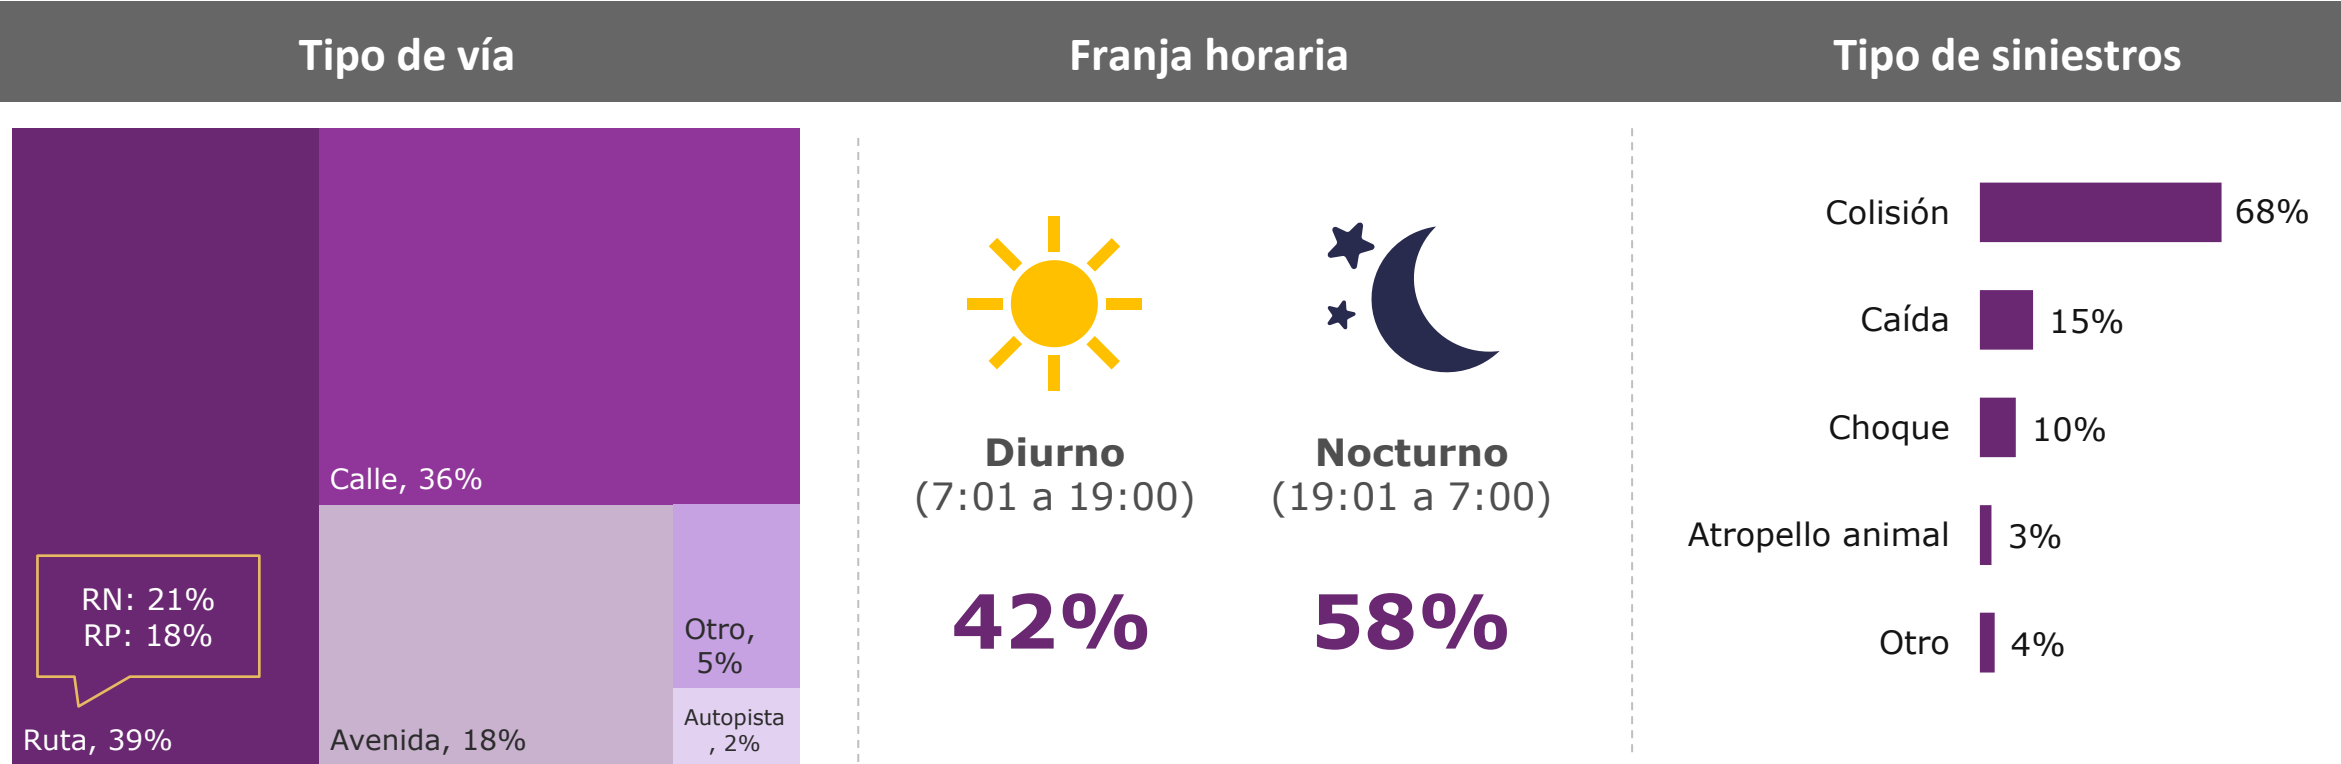 Tipo de vía
Franja horaria
Tipo de siniestros
Calle, 36%
RN: 21%
RP: 18%
Ruta, 39%
Avenida, 18%
Otro,
5%
Autopista
, 2%
Diurno
(7:01 a 19:00)
42%
Nocturno
(19:01 a 7:00)
58%
Colisión 68%
Caída 15%
Choque 10%
Atropello animal 3%
Otro 4%